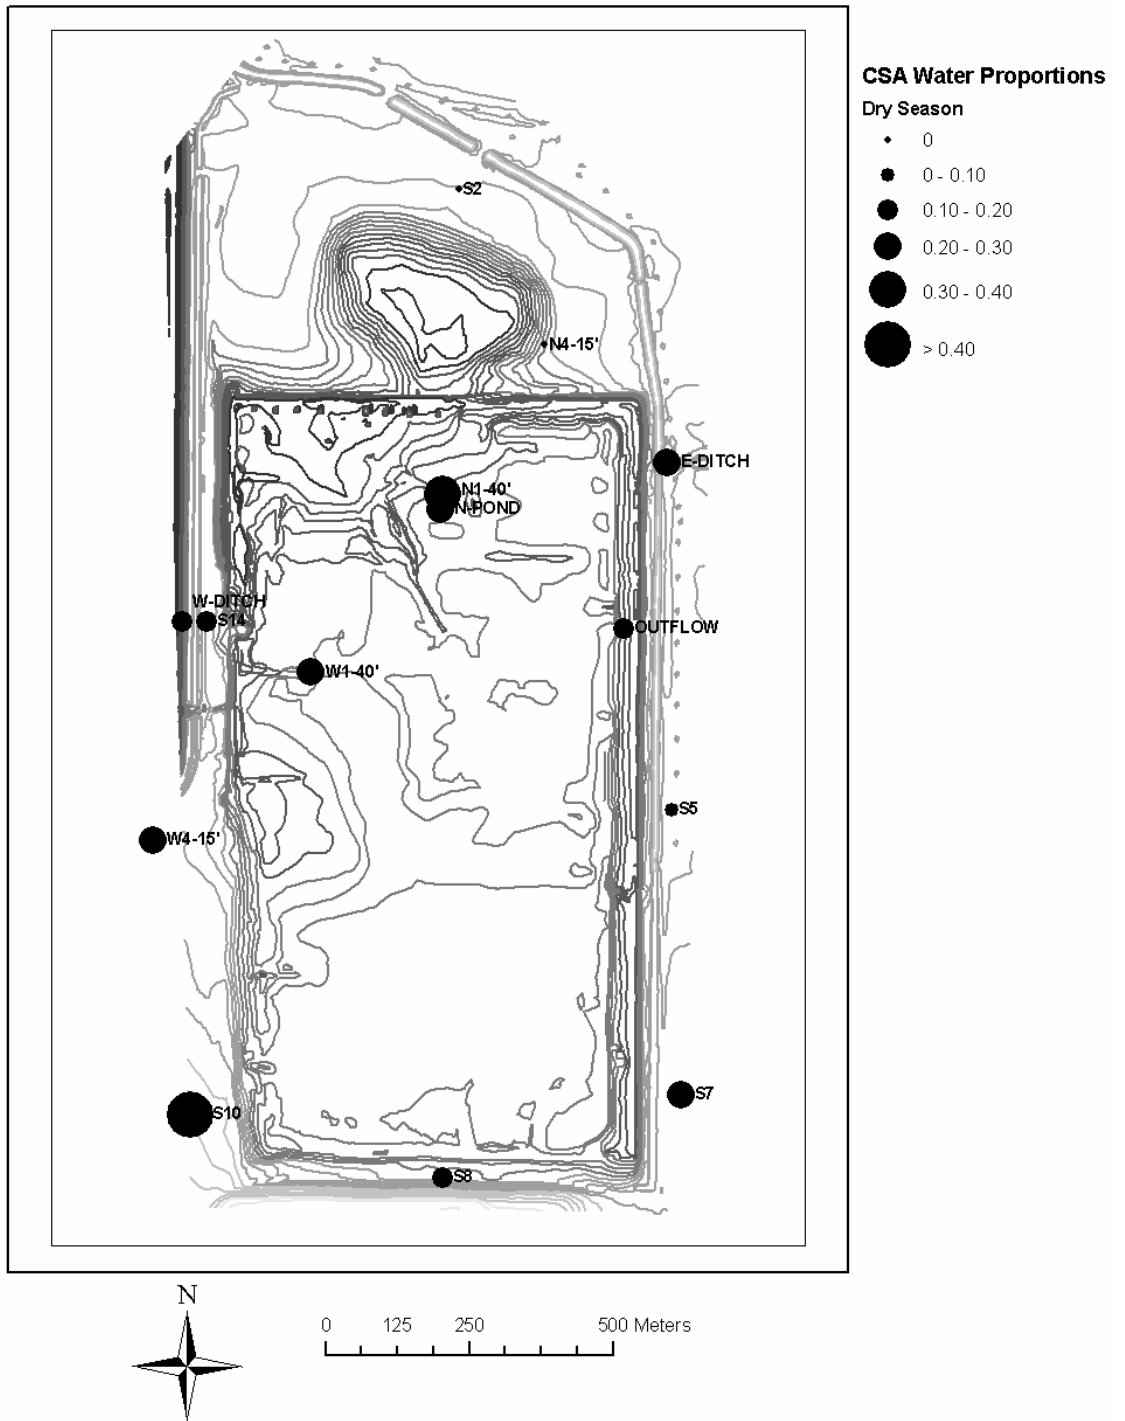 CSA Water Proportions
Dry Season
0
0 - 0.10
0.10 - 0.20
0.20 - 0.30
0.30 - 0.40
> 0.40
S2
N4-15'
E-DITCH
N1-40'
N-POND
W-DITCH
S14
OUTFLOW
W1-40'
S5
W4-15'
S7
S10
S8
N
0 125 250 500 Meters